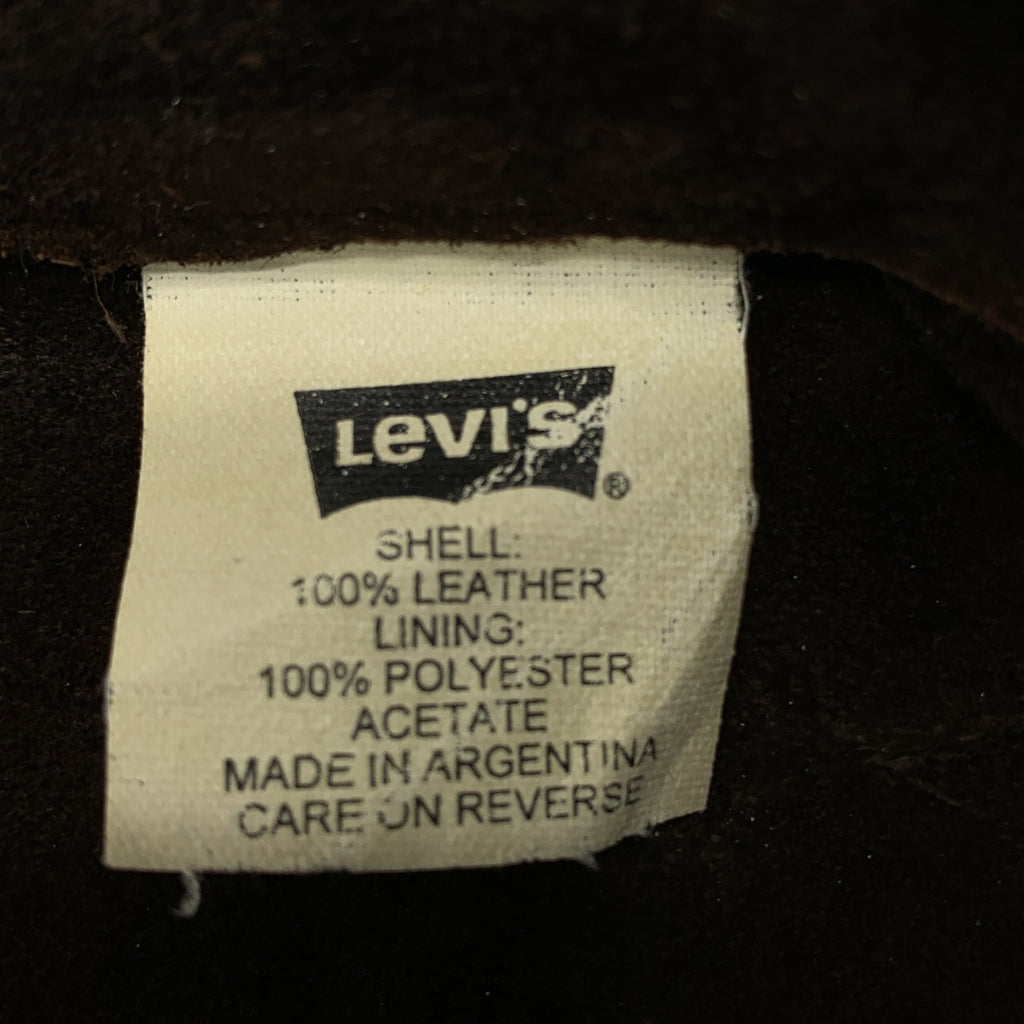 LEVI'S ®
SHELL:
100% LEATHER
LINING:
100% POLYESTER
ACETATE
MADE IN ARGENTINA
CARE ON REVERSE